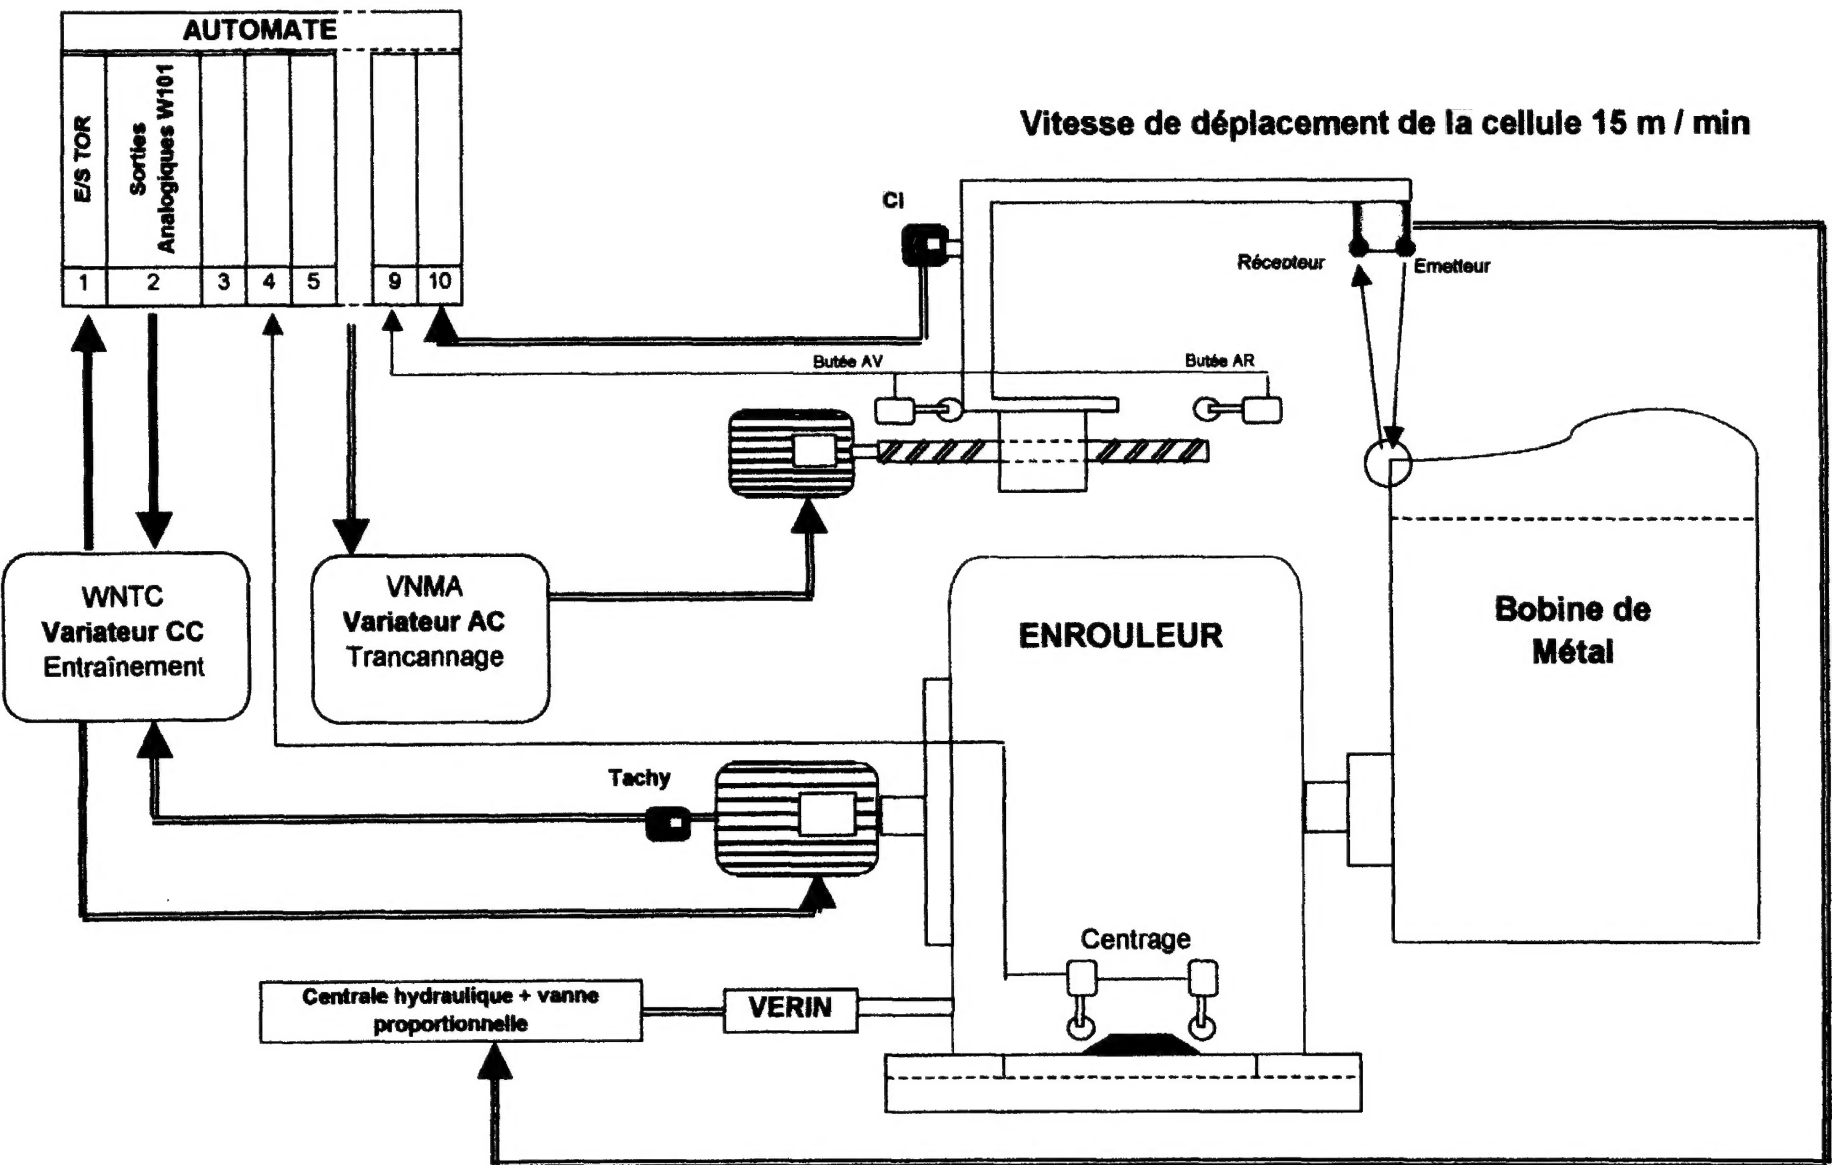 AUTOMATE
E/S TOR
Sorties
Analogiques W101
1
2
3
4
5
9
10
Vitesse de déplacement de la cellule 15 m / min
CI
Récepteur
Emetteur
Butée AV
Butée AR
WNTC
Variateur CC
Entraînement
VNMA
Variateur AC
Trancannage
ENROULEUR
Bobine de
Métal
Tachy
Centrage
Centrale hydraulique + vanne
proportionnelle
VERIN